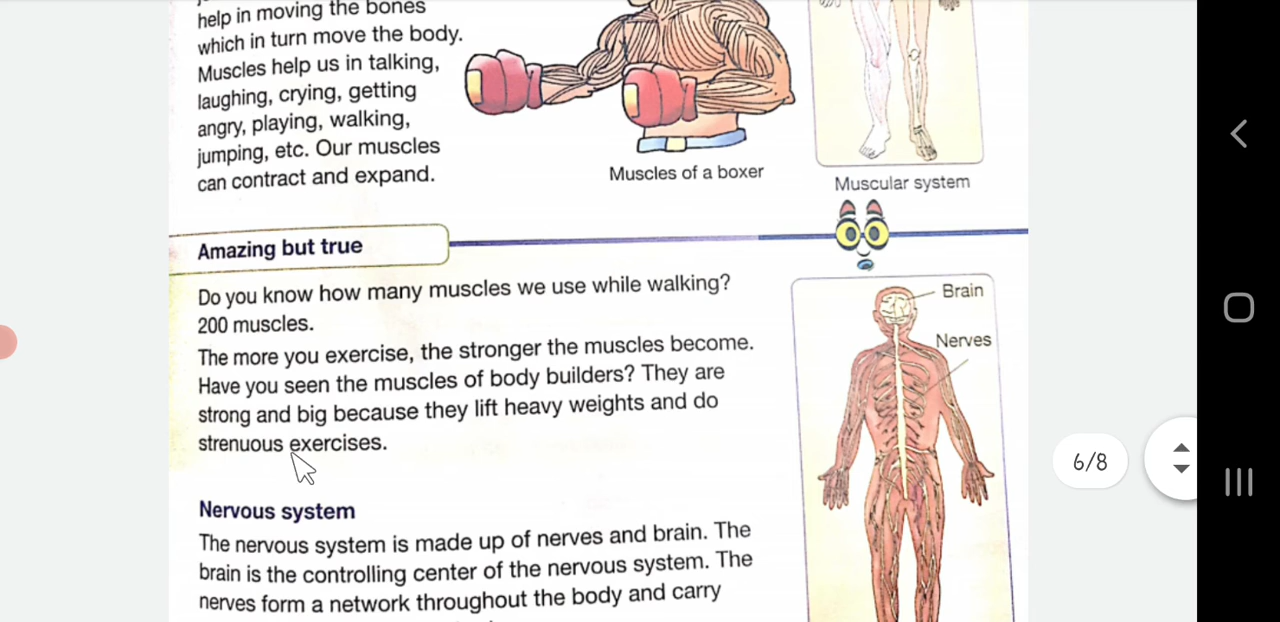 help in moving the bones
which in turn move the body.
Muscles help us in talking,
laughing, crying, getting
angry, playing, walking,
jumping, etc. Our muscles
can contract and expand.
Muscles of a boxer
Muscular system
Amazing but true
Do you know how many muscles we use while walking?
200 muscles.
The more you exercise, the stronger the muscles become.
Have you seen the muscles of body builders? They are
strong and big because they lift heavy weights and do
strenuous exercises.
Brain
Nerves
Nervous system
The nervous system is made up of nerves and brain. The
brain is the controlling center of the nervous system. The
nerves form a network throughout the body and carry
6/8